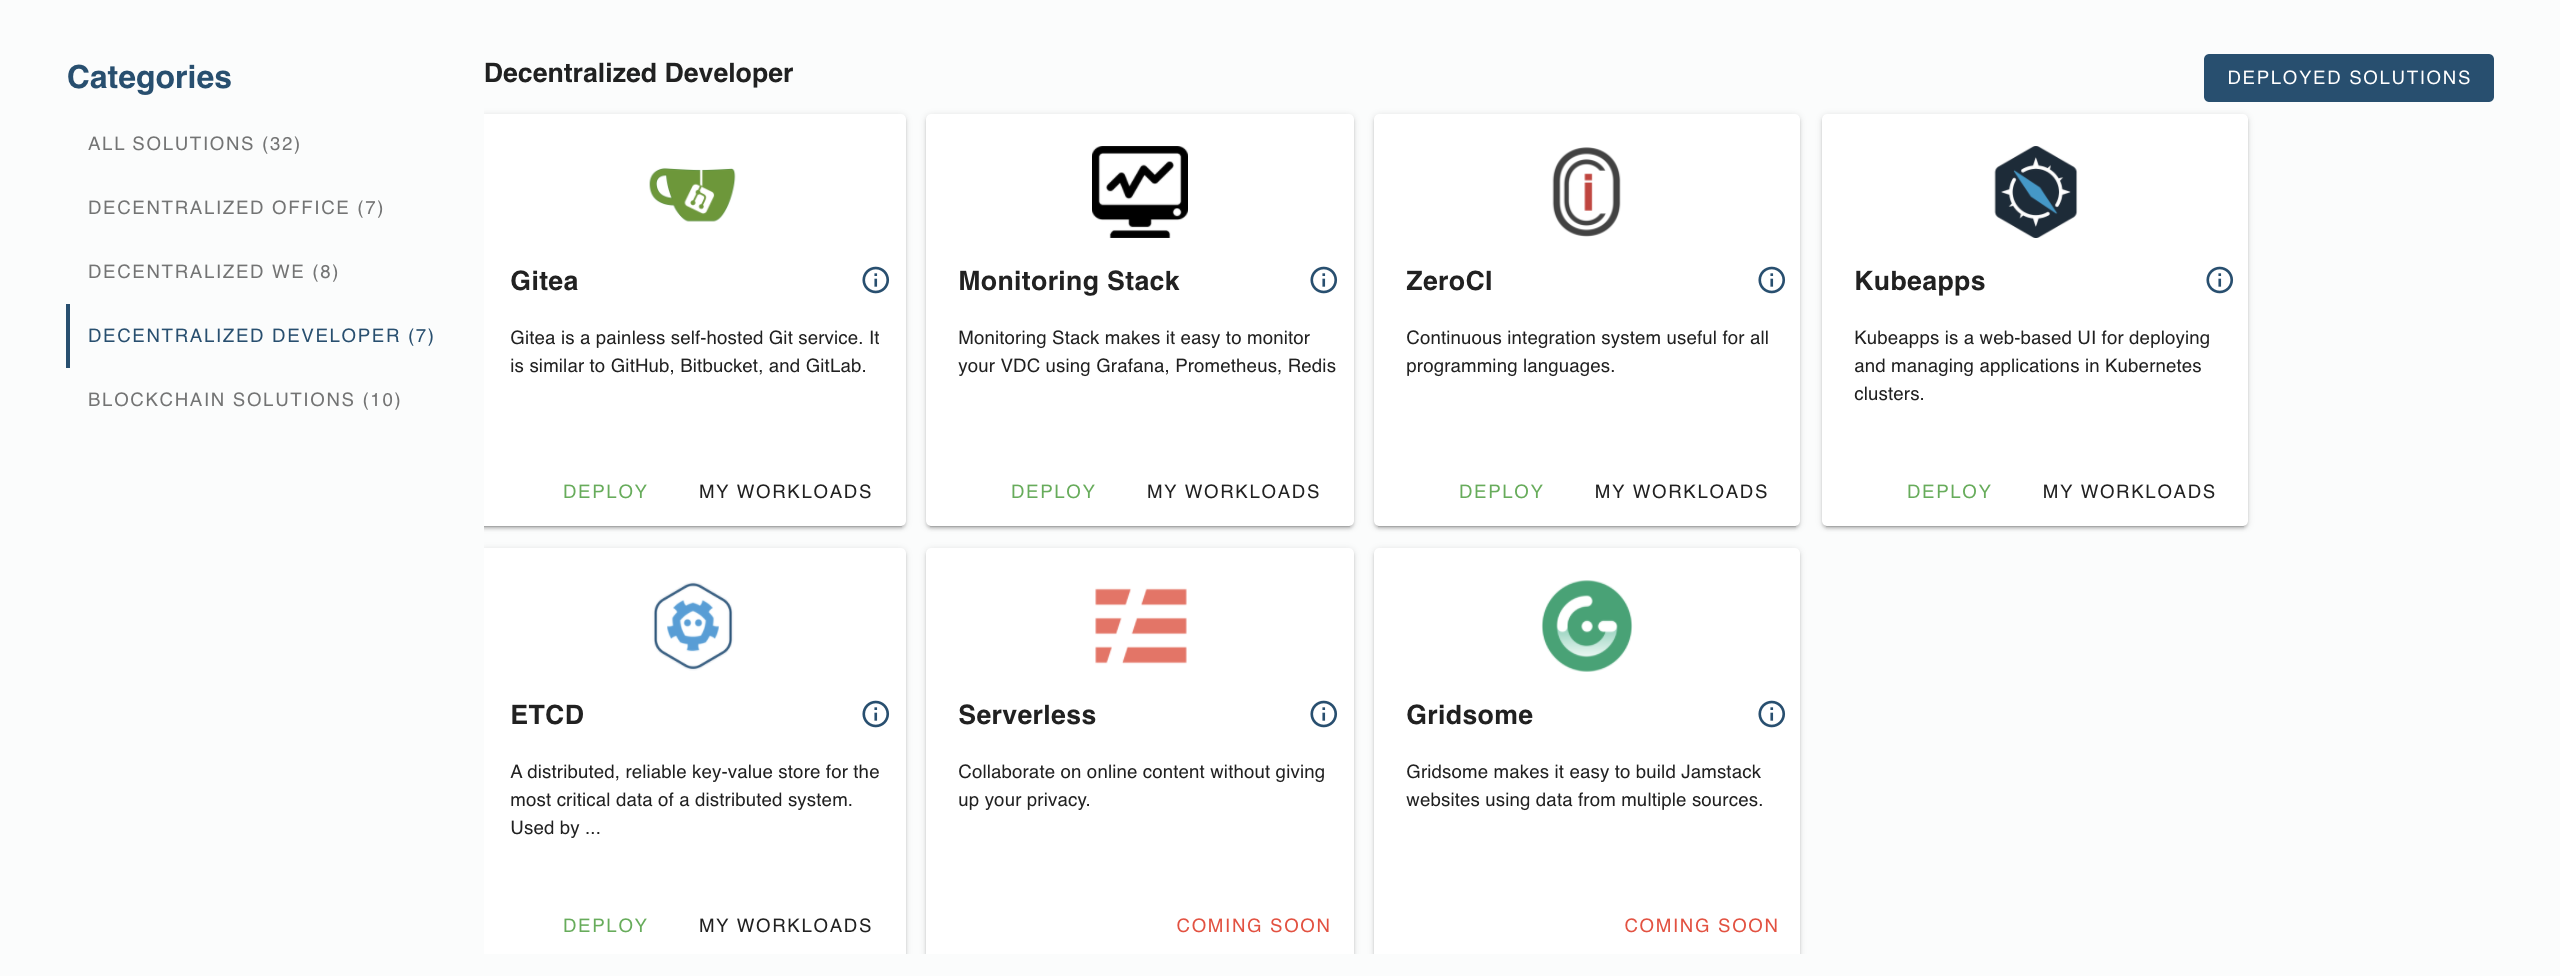 Categories
ALL SOLUTIONS (32)
DECENTRALIZED OFFICE (7)
DECENTRALIZED WE (8)
DECENTRALIZED DEVELOPER (7)
BLOCKCHAIN SOLUTIONS (10)
Decentralized Developer
DEPLOYED SOLUTIONS
Gitea
Gitea is a painless self-hosted Git service. It
is similar to GitHub, Bitbucket, and GitLab.
DEPLOY
MY WORKLOADS
Monitoring Stack
Monitoring Stack makes it easy to monitor
your VDC using Grafana, Prometheus, Redis
DEPLOY
MY WORKLOADS
ZeroCI
Continuous integration system useful for all
programming languages.
DEPLOY
MY WORKLOADS
Kubeapps
Kubeapps is a web-based UI for deploying
and managing applications in Kubernetes
clusters.
DEPLOY
MY WORKLOADS
ETCD
A distributed, reliable key-value store for the
most critical data of a distributed system.
Used by ...
DEPLOY
MY WORKLOADS
Serverless
Collaborate on online content without giving
up your privacy.
COMING SOON
Gridsome
Gridsome makes it easy to build Jamstack
websites using data from multiple sources.
COMING SOON